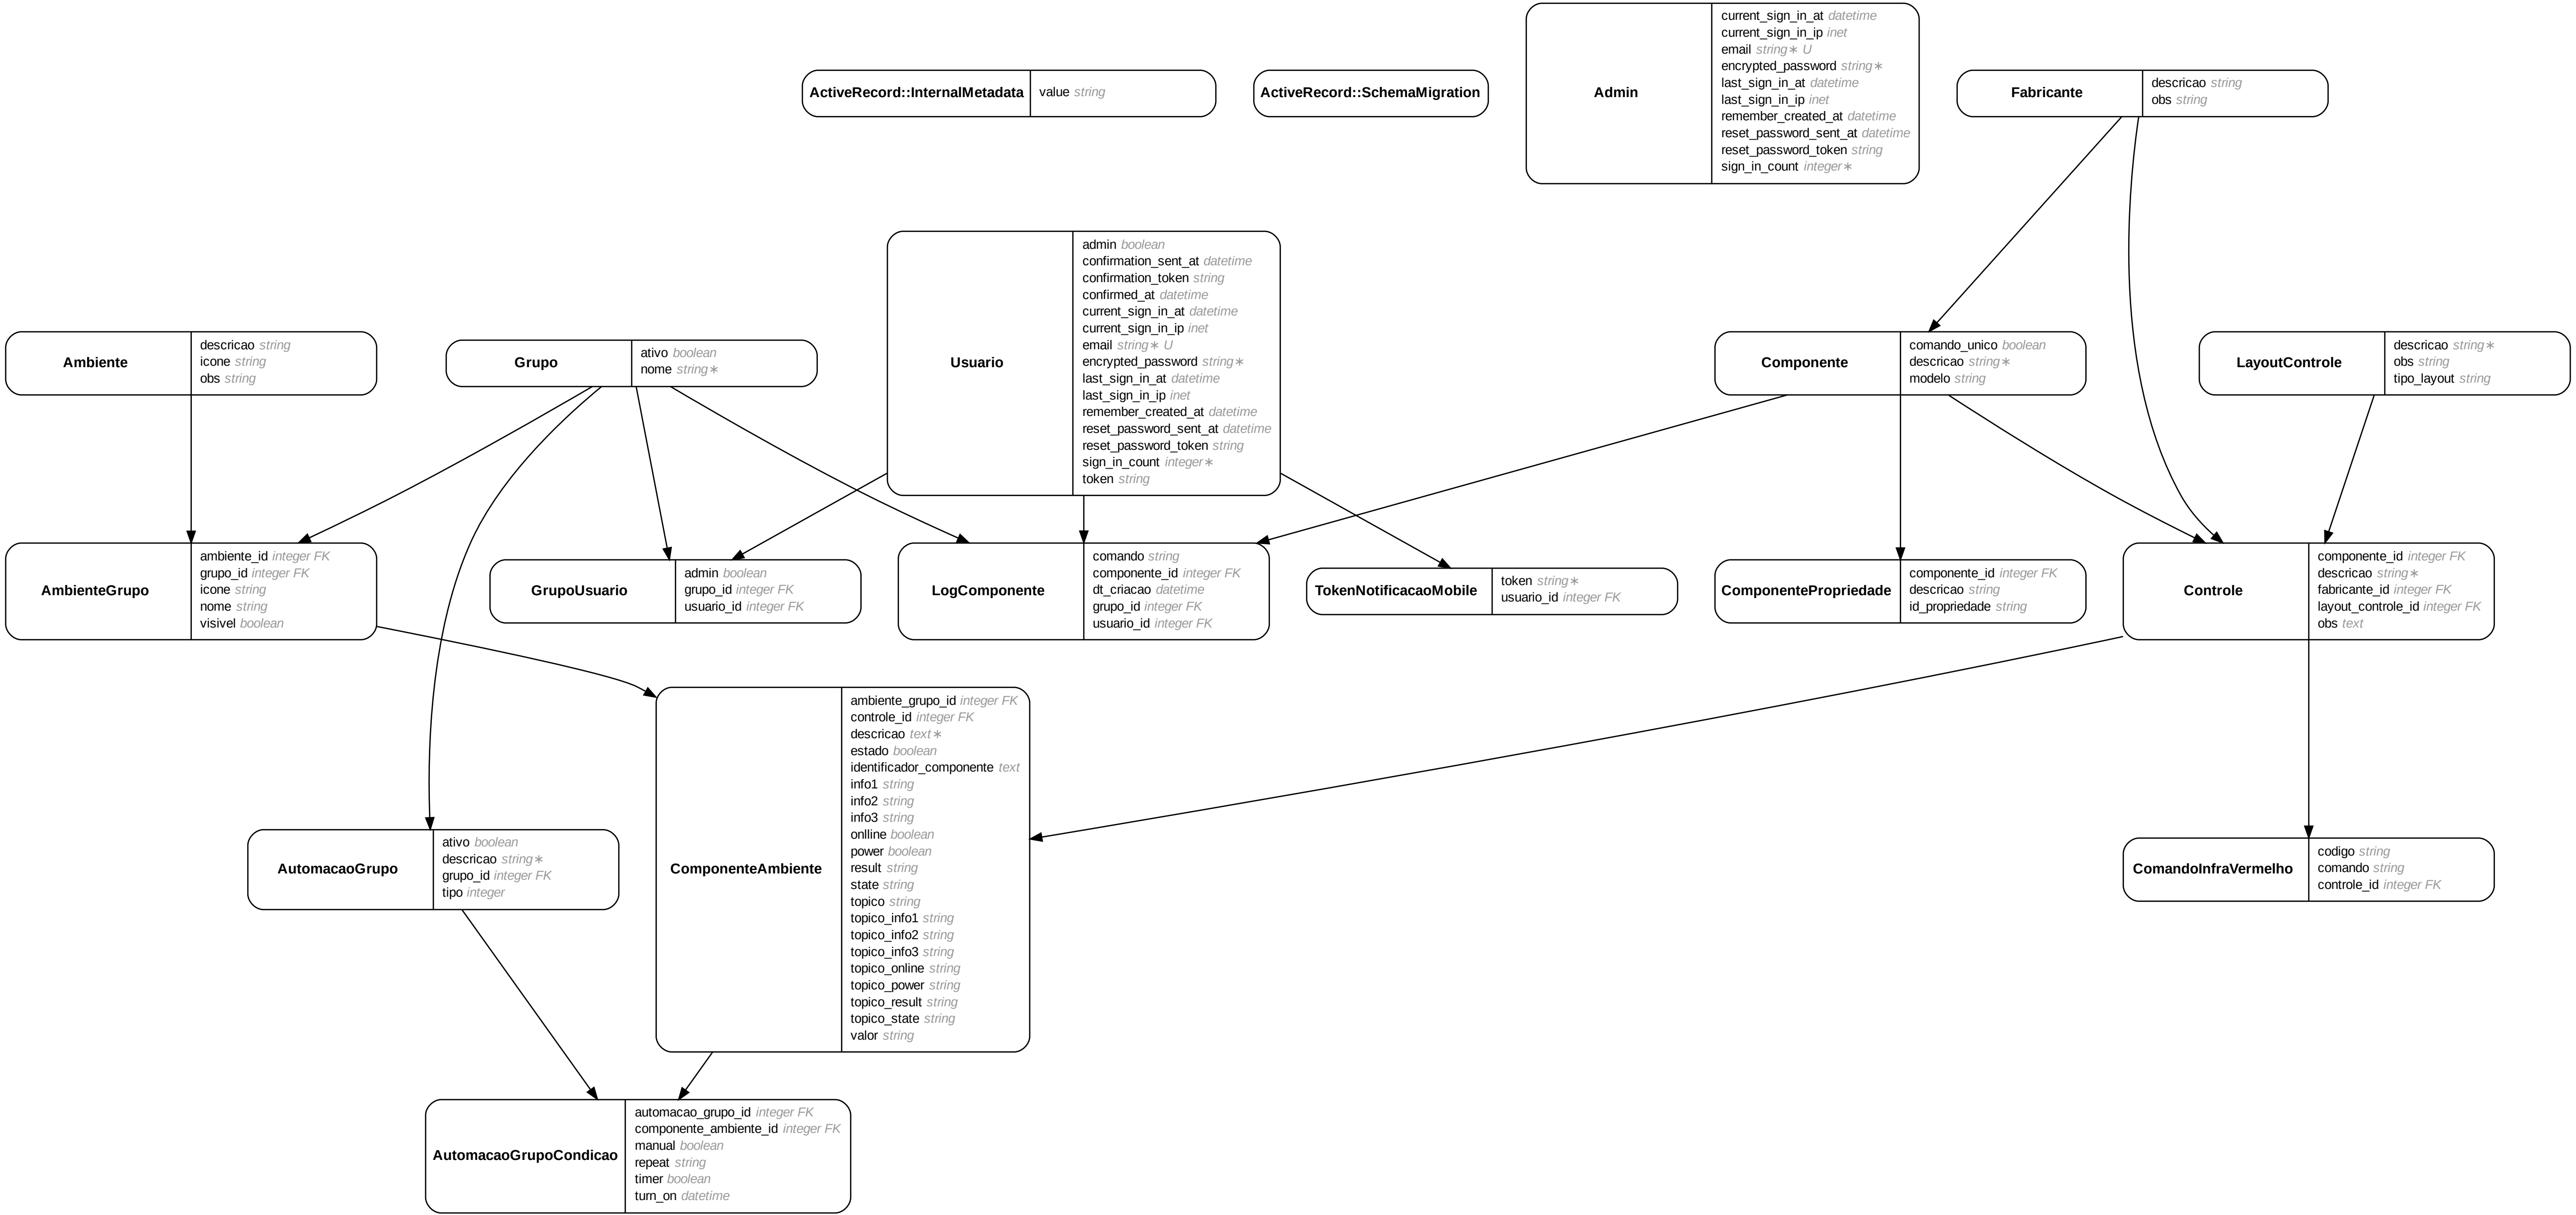 ActiveRecord::InternalMetadata
value string
ActiveRecord::SchemaMigration
Admin
current_sign_in_at datetime
current_sign_in_ip inet
email string∗ U
encrypted_password string∗
last_sign_in_at datetime
last_sign_in_ip inet
remember_created_at datetime
reset_password_sent_at datetime
reset_password_token string
sign_in_count integer∗
Fabricante
descricao string
obs string
Ambiente
descricao string
icone string
obs string
Grupo
ativo boolean
nome string∗
Usuario
admin boolean
confirmation_sent_at datetime
confirmation_token string
confirmed_at datetime
current_sign_in_at datetime
current_sign_in_ip inet
email string∗ U
encrypted_password string∗
last_sign_in_at datetime
last_sign_in_ip inet
remember_created_at datetime
reset_password_sent_at datetime
reset_password_token string
sign_in_count integer∗
token string
Componente
comando_unico boolean
descricao string∗
modelo string
LayoutControle
descricao string∗
obs string
tipo_layout string
AmbienteGrupo
ambiente_id integer FK
grupo_id integer FK
icone string
nome string
visivel boolean
GrupoUsuario
admin boolean
grupo_id integer FK
usuario_id integer FK
LogComponente
comando string
componente_id integer FK
dt_criacao datetime
grupo_id integer FK
usuario_id integer FK
TokenNotificacaoMobile
token string∗
usuario_id integer FK
ComponentePropriedade
componente_id integer FK
descricao string
id_propriedade string
Controle
componente_id integer FK
descricao string∗
fabricante_id integer FK
layout_controle_id integer FK
obs text
AutomacaoGrupo
ativo boolean
descricao string∗
grupo_id integer FK
tipo integer
ComponenteAmbiente
ambiente_grupo_id integer FK
controle_id integer FK
descricao text∗
estado boolean
identificador_componente text
info1 string
info2 string
info3 string
onlline boolean
power boolean
result string
state string
topico string
topico_info1 string
topico_info2 string
topico_info3 string
topico_online string
topico_power string
topico_result string
topico_state string
valor string
ComandoInfraVermelho
codigo string
comando string
controle_id integer FK
AutomacaoGrupoCondicao
automacao_grupo_id integer FK
componente_ambiente_id integer FK
manual boolean
repeat string
timer boolean
turn_on datetime